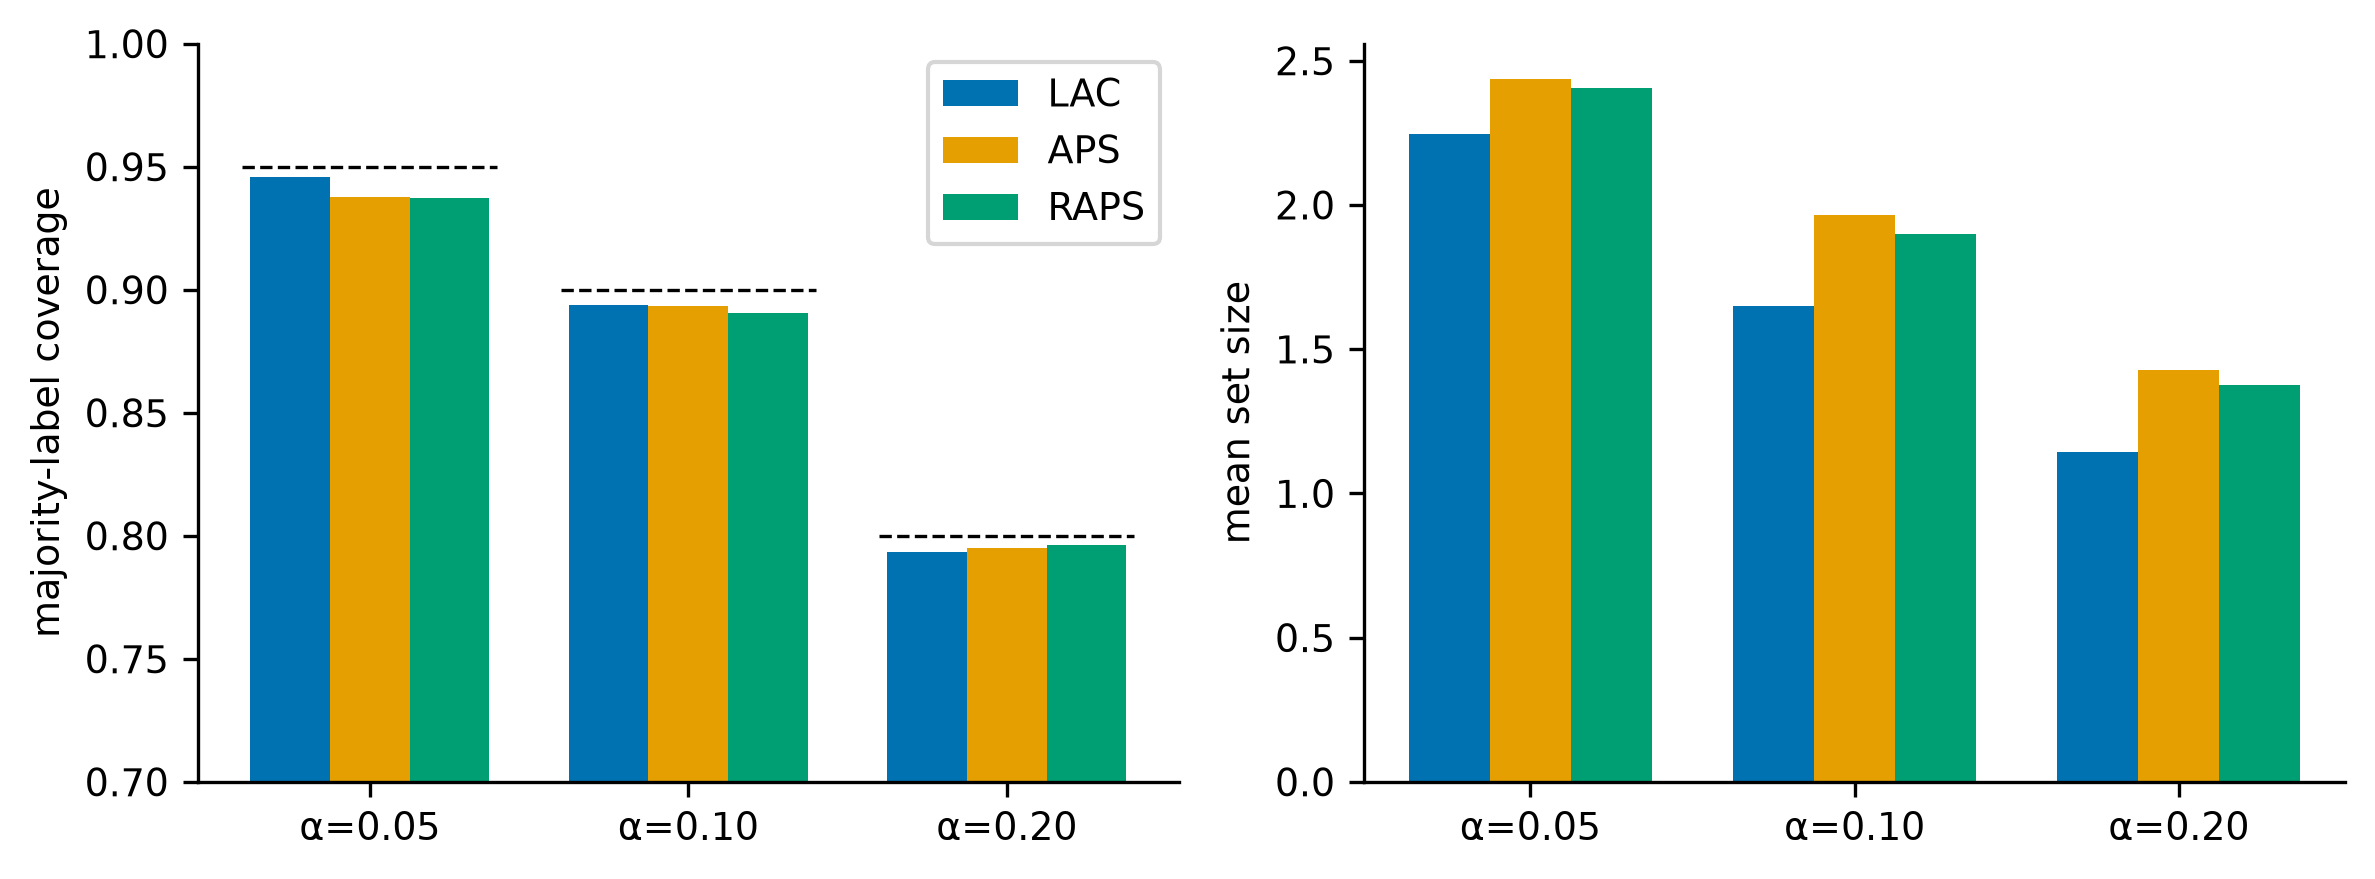 majority-label coverage
1.00
0.95
0.90
0.85
0.80
0.75
0.70
α=0.05
α=0.10
α=0.20
LAC
APS
RAPS
mean set size
2.5
2.0
1.5
1.0
0.5
0.0
α=0.05
α=0.10
α=0.20